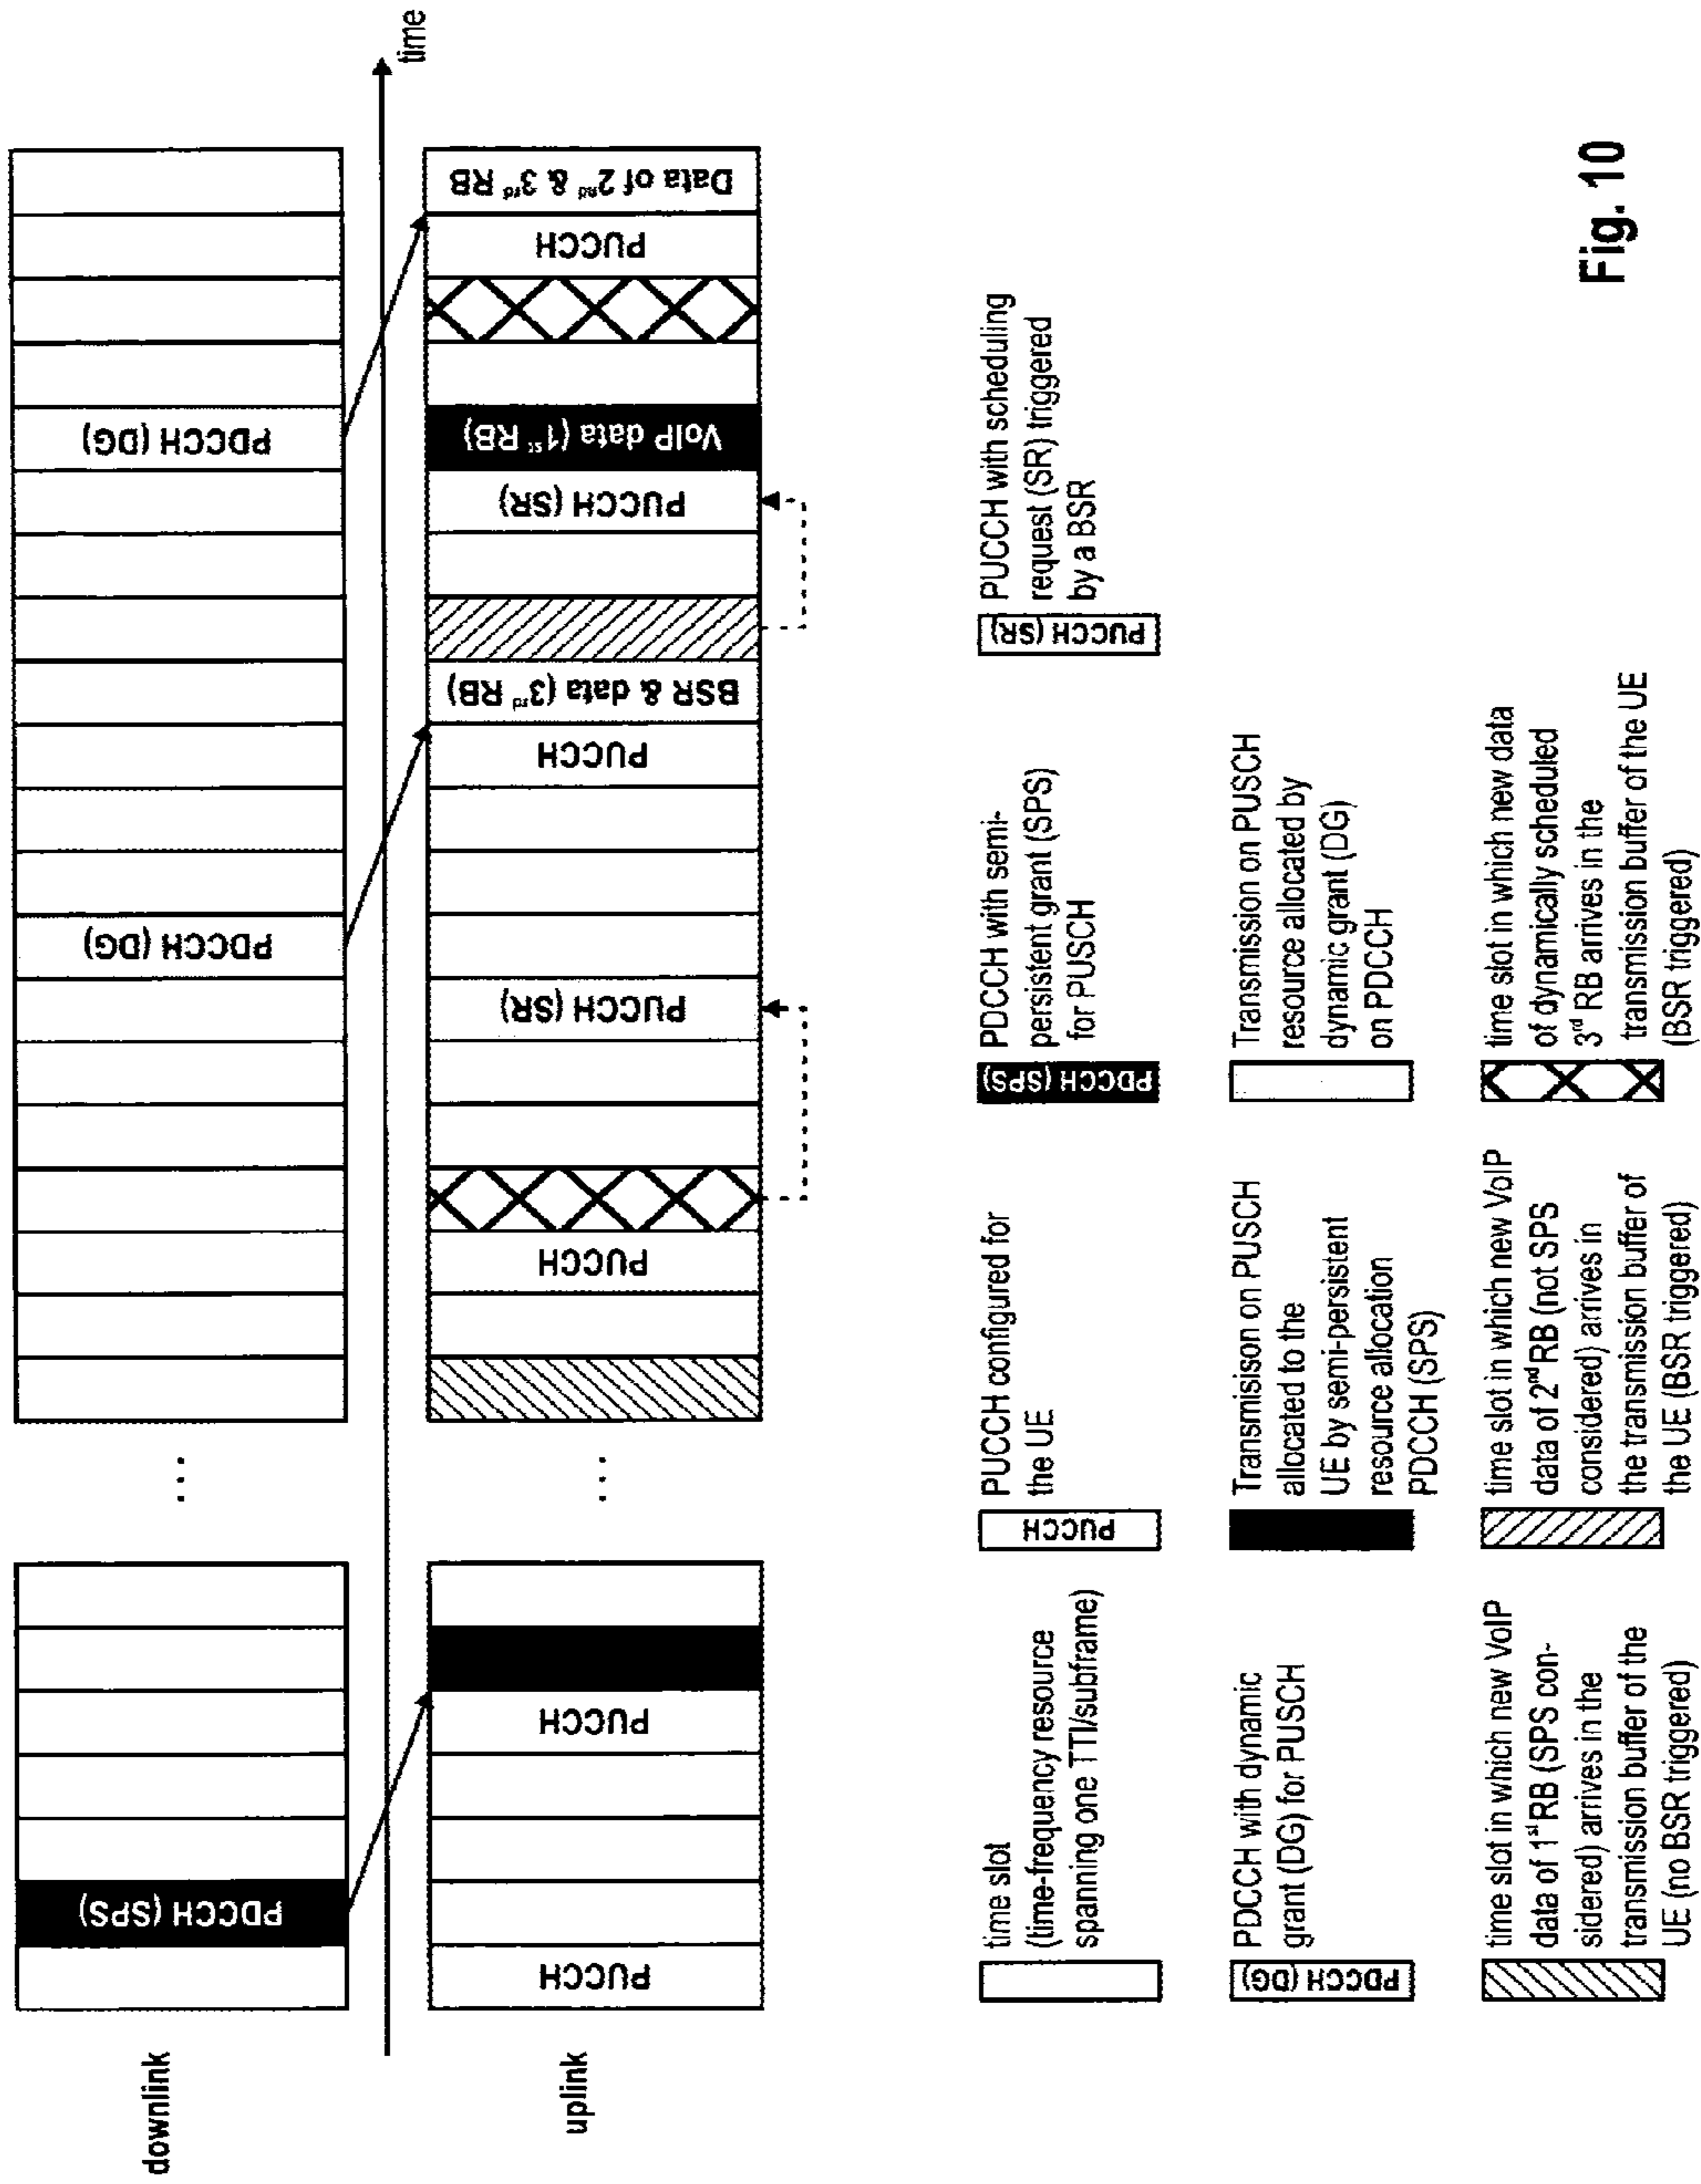 downlink
PDCCH (SPS)
...
PDCCH (DG)
PDCCH (DG)
time
uplink
PUCCH
PUCCH
...
PUCCH
PUCCH (SR)
PUCCH
BSR & data (3rd RB)
PUCCH (SR)
VoIP data (1st RB)
PUCCH
Data of 2nd & 3rd RB
time slot
(time-frequency resource
spanning one TTI/subframe)
PUCCH
PUCCH configured for
the UE
PDCCH (SPS)
PDCCH with semi-
persistent grant (SPS)
for PUSCH
PUCCH (SR)
PUCCH with scheduling
request (SR) triggered
by a BSR
PDCCH (DG)
PDCCH with dynamic
grant (DG) for PUSCH
Transmisison on PUSCH
allocated to the
UE by semi-persistent
resource allocation
PDCCH (SPS)
Transmission on PUSCH
resource allocated by
dynamic grant (DG)
on PDCCH
time slot in which new VoIP
data of 1st RB (SPS con-
sidered) arrives in the
transmission buffer of the
UE (no BSR triggered)
time slot in which new VoIP
data of 2nd RB (not SPS
considered) arrives in
the transmission buffer of
the UE (BSR triggered)
time slot in which new data
of dynamically scheduled
3rd RB arrives in the
transmission buffer of the UE
(BSR triggered)
Fig. 10